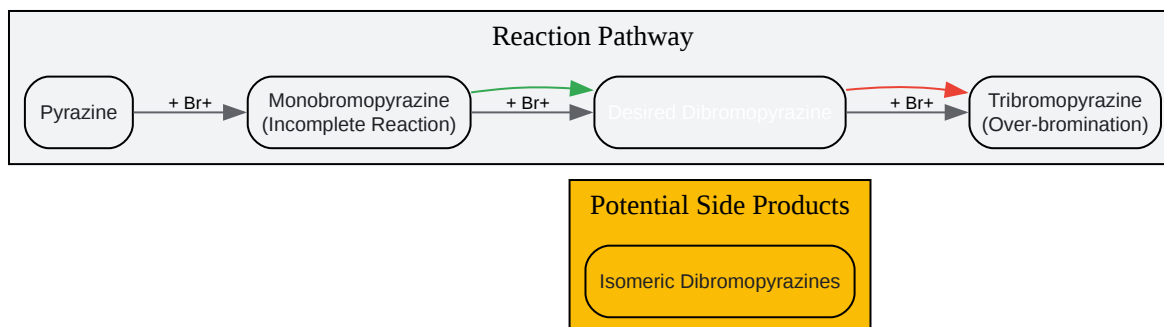 Reaction Pathway
Pyrazine
+ Br+
Monobromopyrazine
(Incomplete Reaction)
+ Br+
Desired Dibromopyrazine
+ Br+
Tribromopyrazine
(Over-bromination)
Potential Side Products
Isomeric Dibromopyrazines